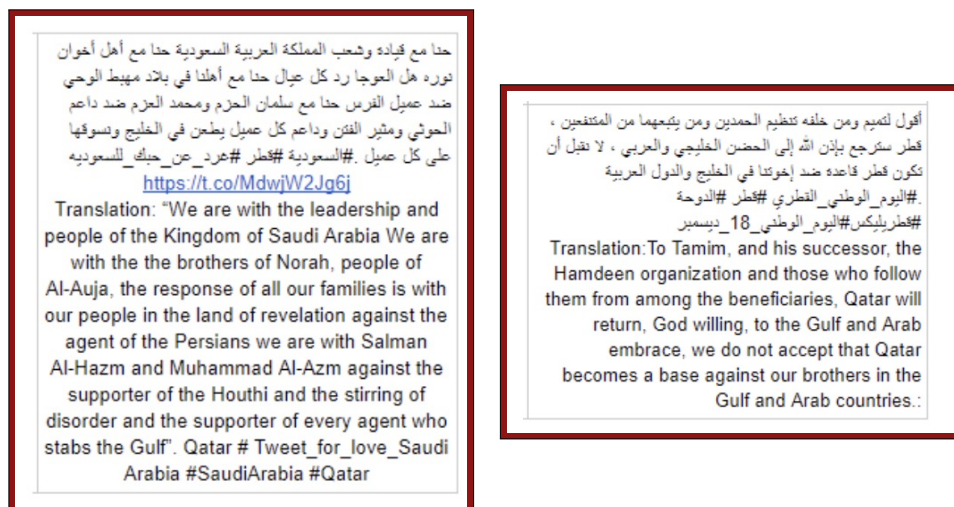 حنا مع قيادة وشعب المملكة العربية السعودية حنا مع أهل أخوان
نوره هل العوجا رد كل عيال حنا مع أهلنا في بلاد مهبط الوحي
ضد عميل الفرس حنا مع سلمان الحزم ومحمد العزم ضد داعم
الحوثي ومثير الفتن وداعم كل عميل يطعن في الخليج ونسوقها
على كل عميل .#السعودية #قطر #غرد_عن_حبك_للسعوديه
https://t.co/MdwjW2Jg6j
Translation: “We are with the leadership and
people of the Kingdom of Saudi Arabia We are
with the the brothers of Norah, people of
Al-Auja, the response of all our families is with
our people in the land of revelation against the
agent of the Persians we are with Salman
Al-Hazm and Muhammad Al-Azm against the
supporter of the Houthi and the stirring of
disorder and the supporter of every agent who
stabs the Gulf”. Qatar # Tweet_for_love_Saudi
Arabia #SaudiArabia #Qatar
أقول لتميم ومن خلفه تنظيم الحمدين ومن يتبعهما من المنتفعين ،
قطر سترجع بإذن الله إلى الحضن الخليجي والعربي ، لا نقبل أن
تكون قطر قاعده ضد إخوتنا في الخليج والدول العربية
.#اليوم_الوطني_القطري #قطر #الدوحة
#قطريليكس#اليوم_الوطني_18_ديسمبر
Translation:To Tamim, and his successor, the
Hamdeen organization and those who follow
them from among the beneficiaries, Qatar will
return, God willing, to the Gulf and Arab
embrace, we do not accept that Qatar
becomes a base against our brothers in the
Gulf and Arab countries.: